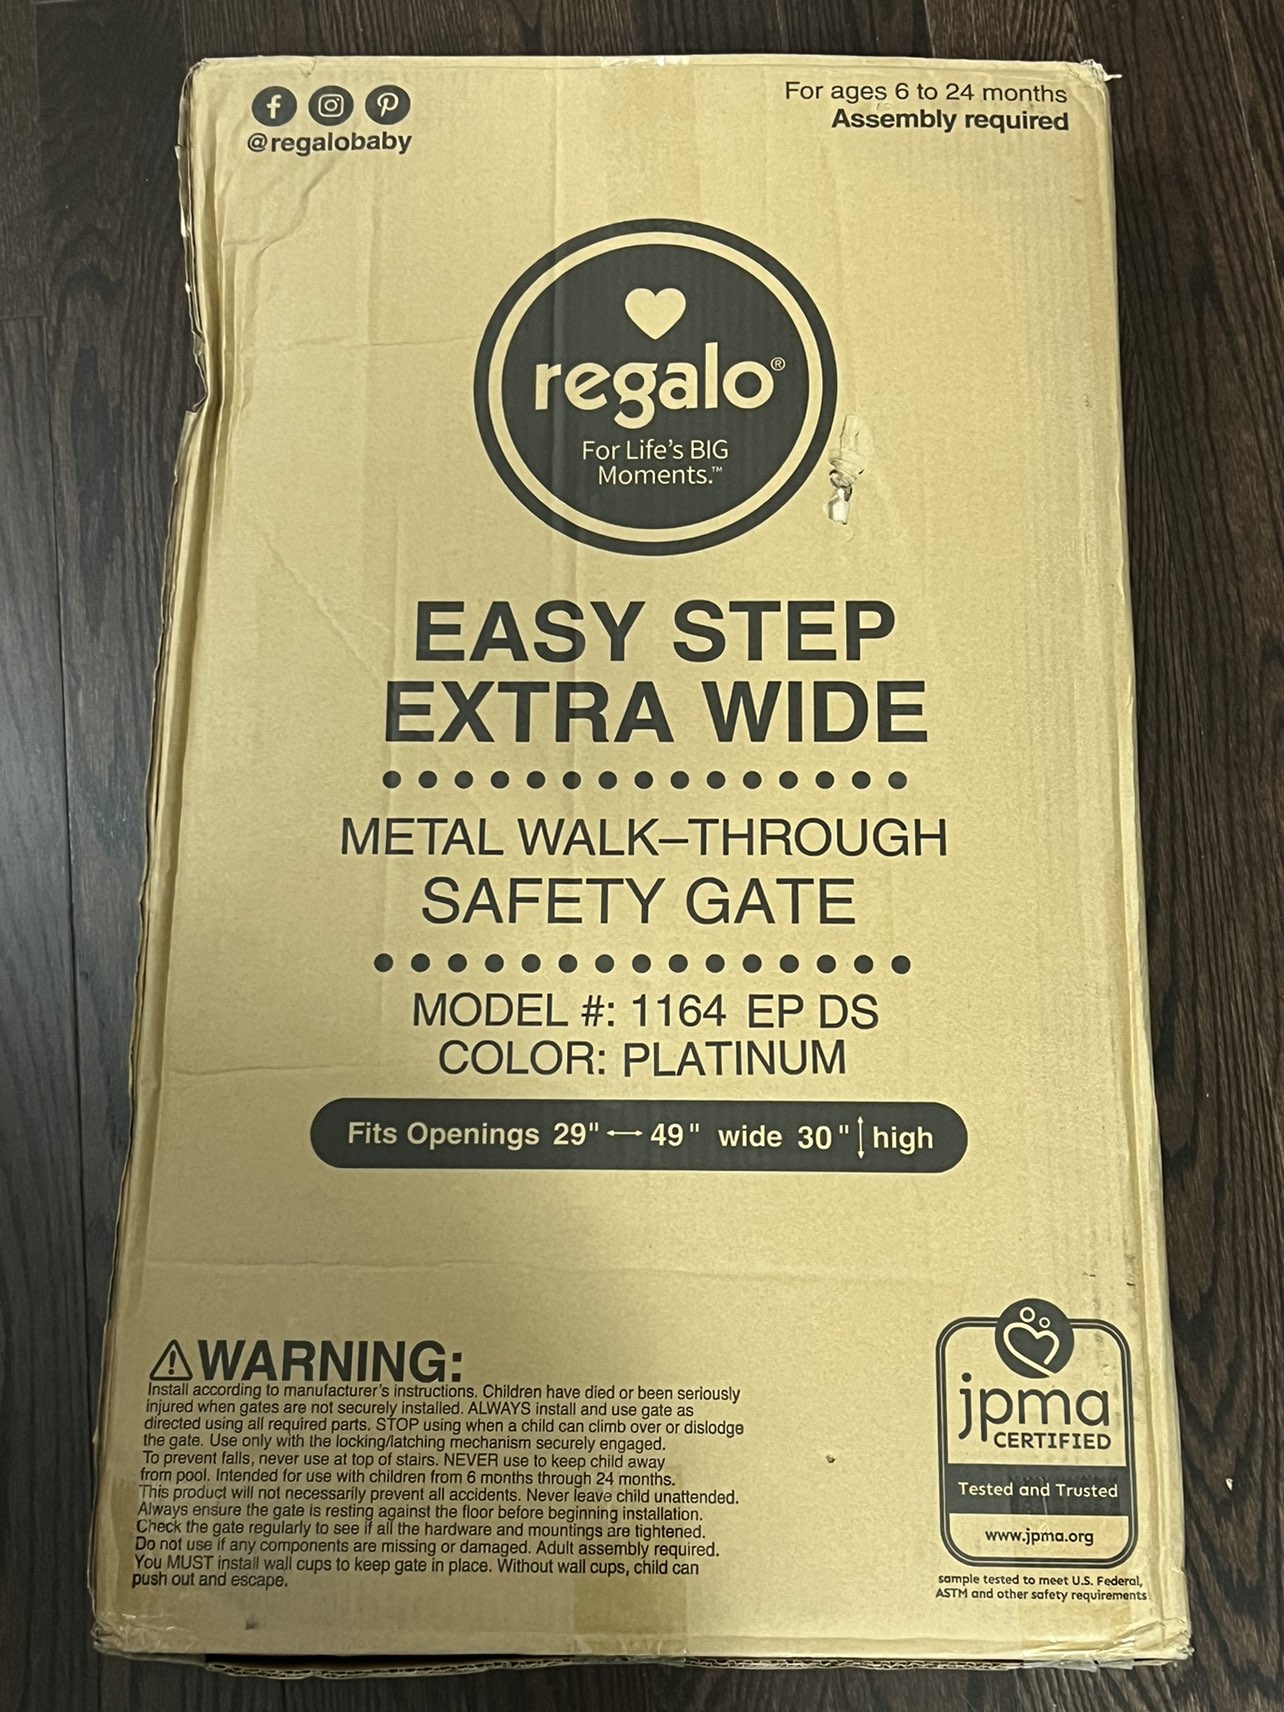 @regalobaby
For ages 6 to 24 months
Assembly required
regalo®
For Life's BIG
Moments.™
EASY STEP
EXTRA WIDE
METAL WALK–THROUGH
SAFETY GATE
MODEL #: 1164 EP DS
COLOR: PLATINUM
Fits Openings 29" ↔ 49" wide 30" ↕ high
⚠WARNING:
Install according to manufacturer's instructions. Children have died or been seriously
injured when gates are not securely installed. ALWAYS install and use gate as
directed using all required parts. STOP using when a child can climb over or dislodge
the gate. Use only with the locking/latching mechanism securely engaged.
To prevent falls, never use at top of stairs. NEVER use to keep child away
from pool. Intended for use with children from 6 months through 24 months.
This product will not necessarily prevent all accidents. Never leave child unattended.
Always ensure the gate is resting against the floor before beginning installation.
Check the gate regularly to see if all the hardware and mountings are tightened.
Do not use if any components are missing or damaged. Adult assembly required.
You MUST install wall cups to keep gate in place. Without wall cups, child can
push out and escape.
jpma
CERTIFIED
Tested and Trusted
www.jpma.org
sample tested to meet U.S. Federal,
ASTM and other safety requirements